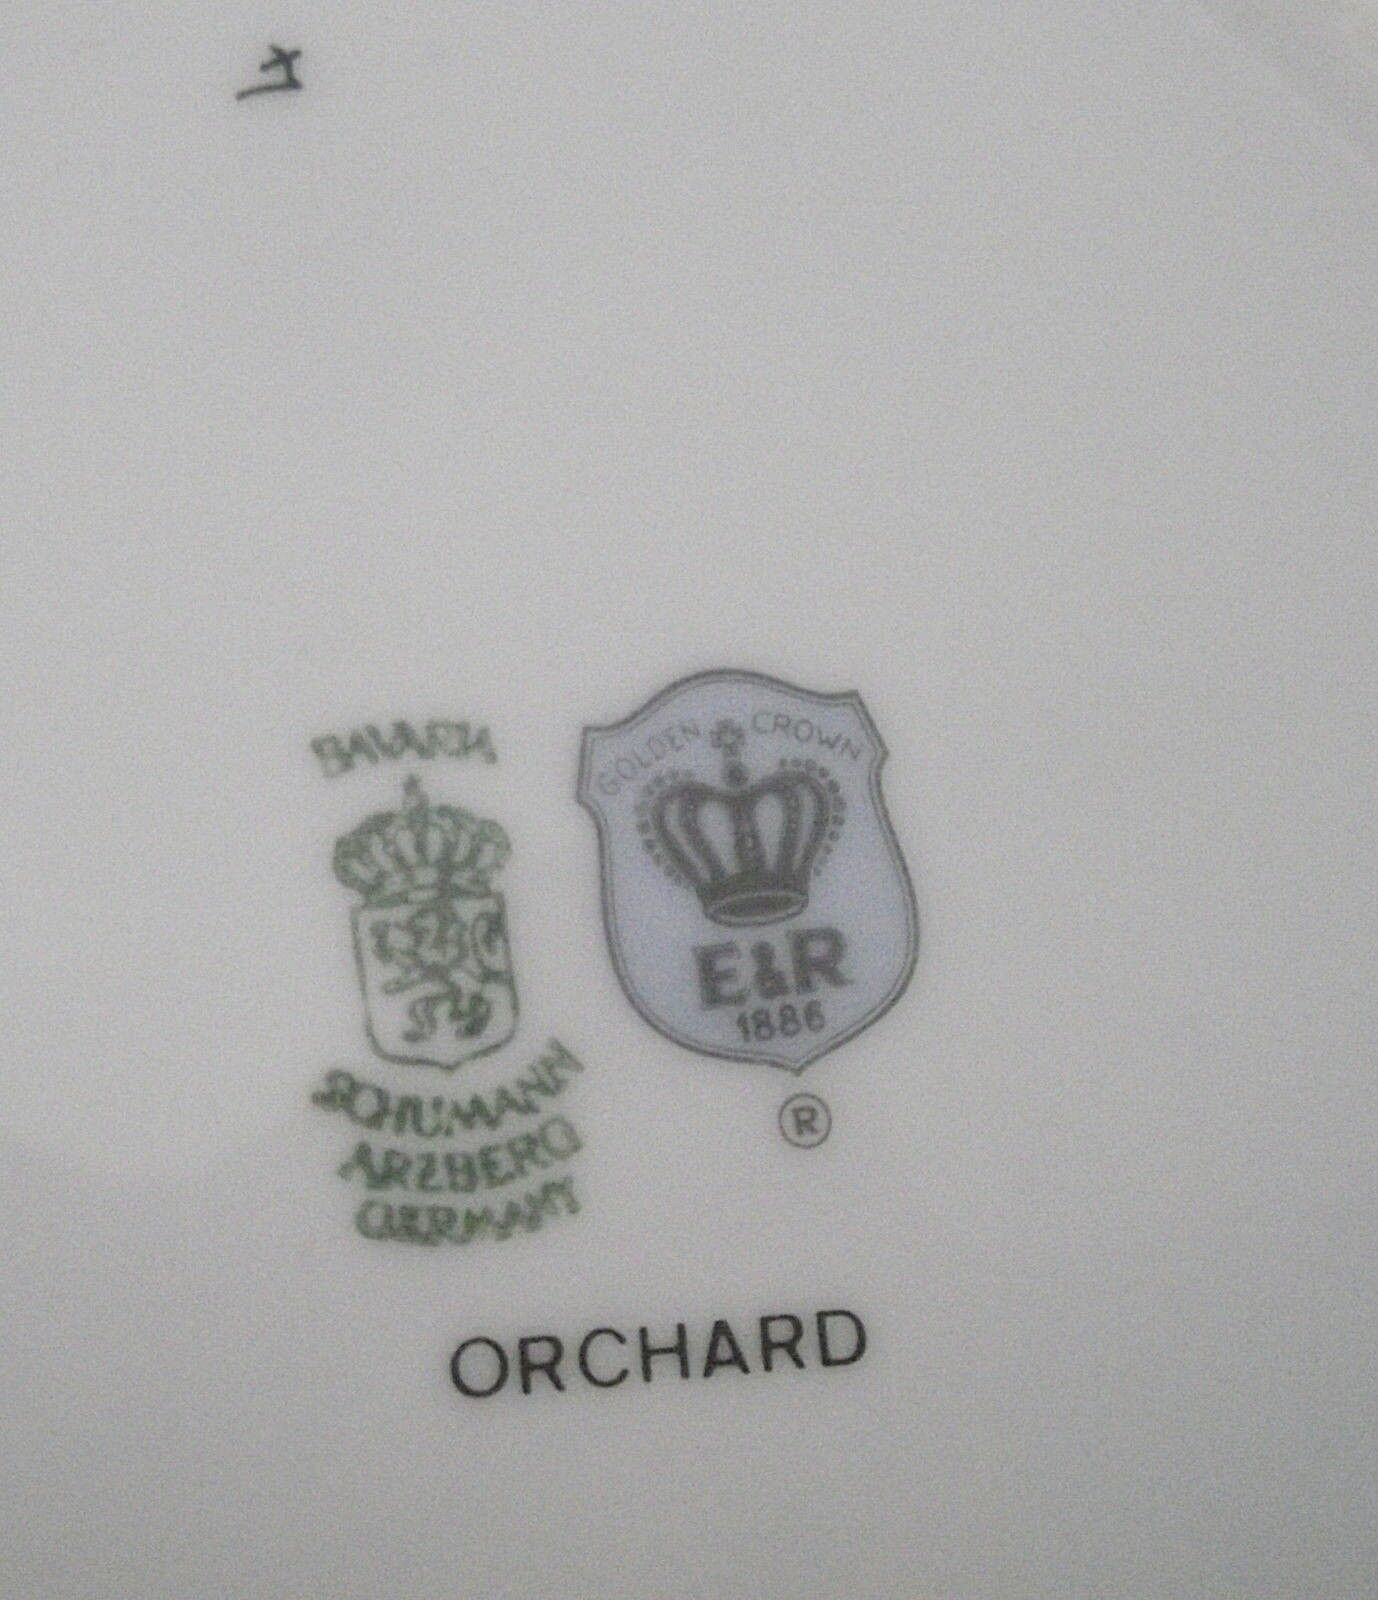 BAVARIA
GOLDEN CROWN
E&R
1886
SCHUMANN
ARZBERG
GERMANY
®
ORCHARD